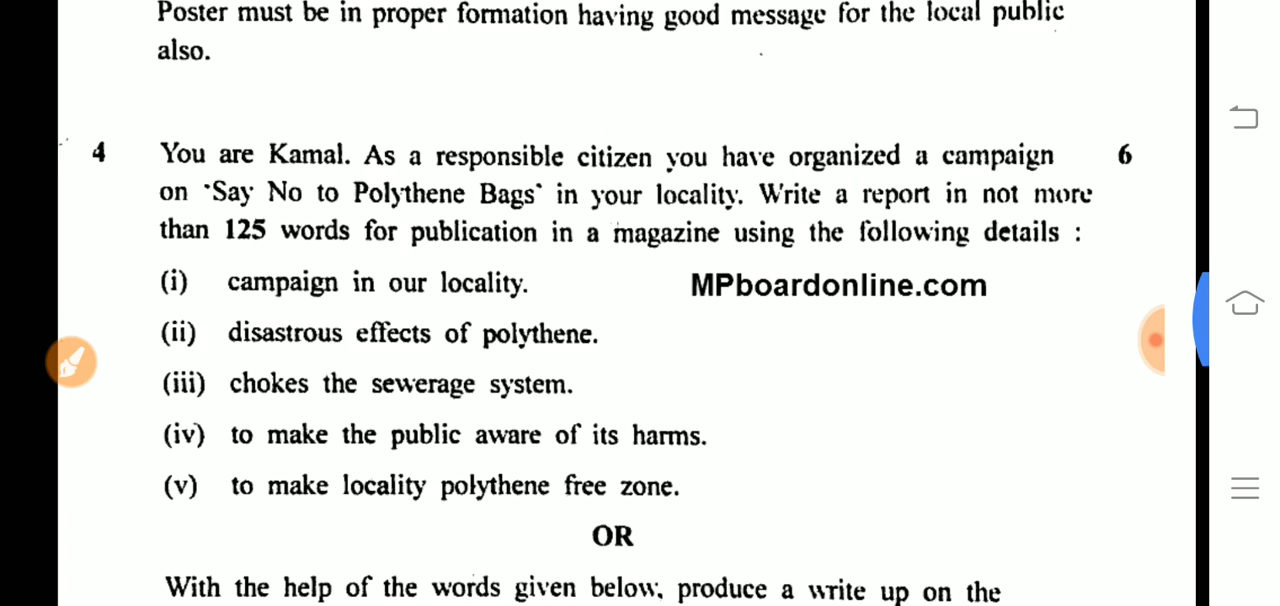 Poster must be in proper formation having good message for the local public
also.
4 You are Kamal. As a responsible citizen you have organized a campaign 6
on 'Say No to Polythene Bags' in your locality. Write a report in not more
than 125 words for publication in a magazine using the following details :
(i) campaign in our locality. MPboardonline.com
(ii) disastrous effects of polythene.
(iii) chokes the sewerage system.
(iv) to make the public aware of its harms.
(v) to make locality polythene free zone.
OR
With the help of the words given below, produce a write up on the